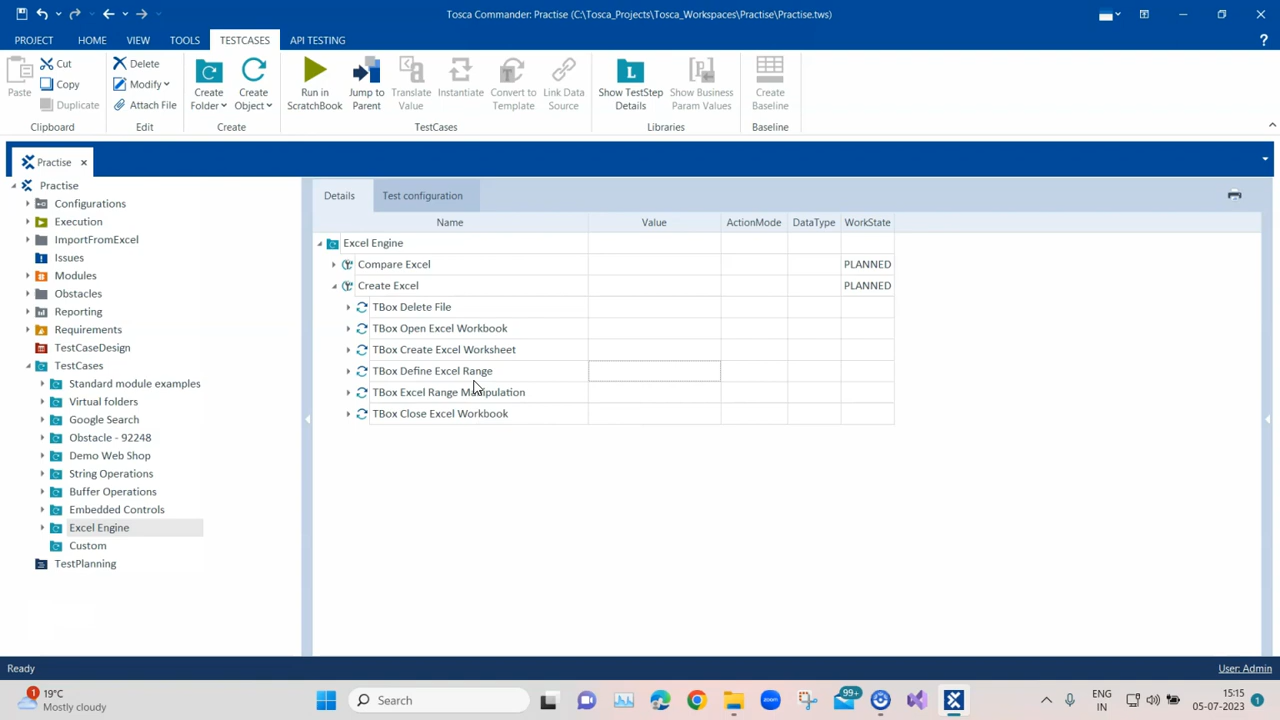 Tosca Commander: Practise (C:\Tosca_Projects\Tosca_Workspaces\Practise\Practise.tws)
PROJECT HOME VIEW TOOLS TESTCASES API TESTING ?
Paste
Cut
Copy
Duplicate
Clipboard
Delete
Modify
Attach File
Edit
Create Folder
Create Object
Create
Run in ScratchBook
Jump to Parent
Translate Value
Instantiate
Convert to Template
Link Data Source
TestCases
Show TestStep Details
Show Business Param Values
Libraries
Create Baseline
Baseline
Practise ×
Practise
Configurations
Execution
ImportFromExcel
Issues
Modules
Obstacles
Reporting
Requirements
TestCaseDesign
TestCases
Standard module examples
Virtual folders
Google Search
Obstacle - 92248
Demo Web Shop
String Operations
Buffer Operations
Embedded Controls
Excel Engine
Custom
TestPlanning
Details Test configuration
Name Value ActionMode DataType WorkState
Excel Engine
Compare Excel PLANNED
Create Excel PLANNED
TBox Delete File
TBox Open Excel Workbook
TBox Create Excel Worksheet
TBox Define Excel Range
TBox Excel Range Manipulation
TBox Close Excel Workbook
Ready User: Admin
1
19°C
Mostly cloudy
Search
99+
ENG
IN
15:15
05-07-2023
1